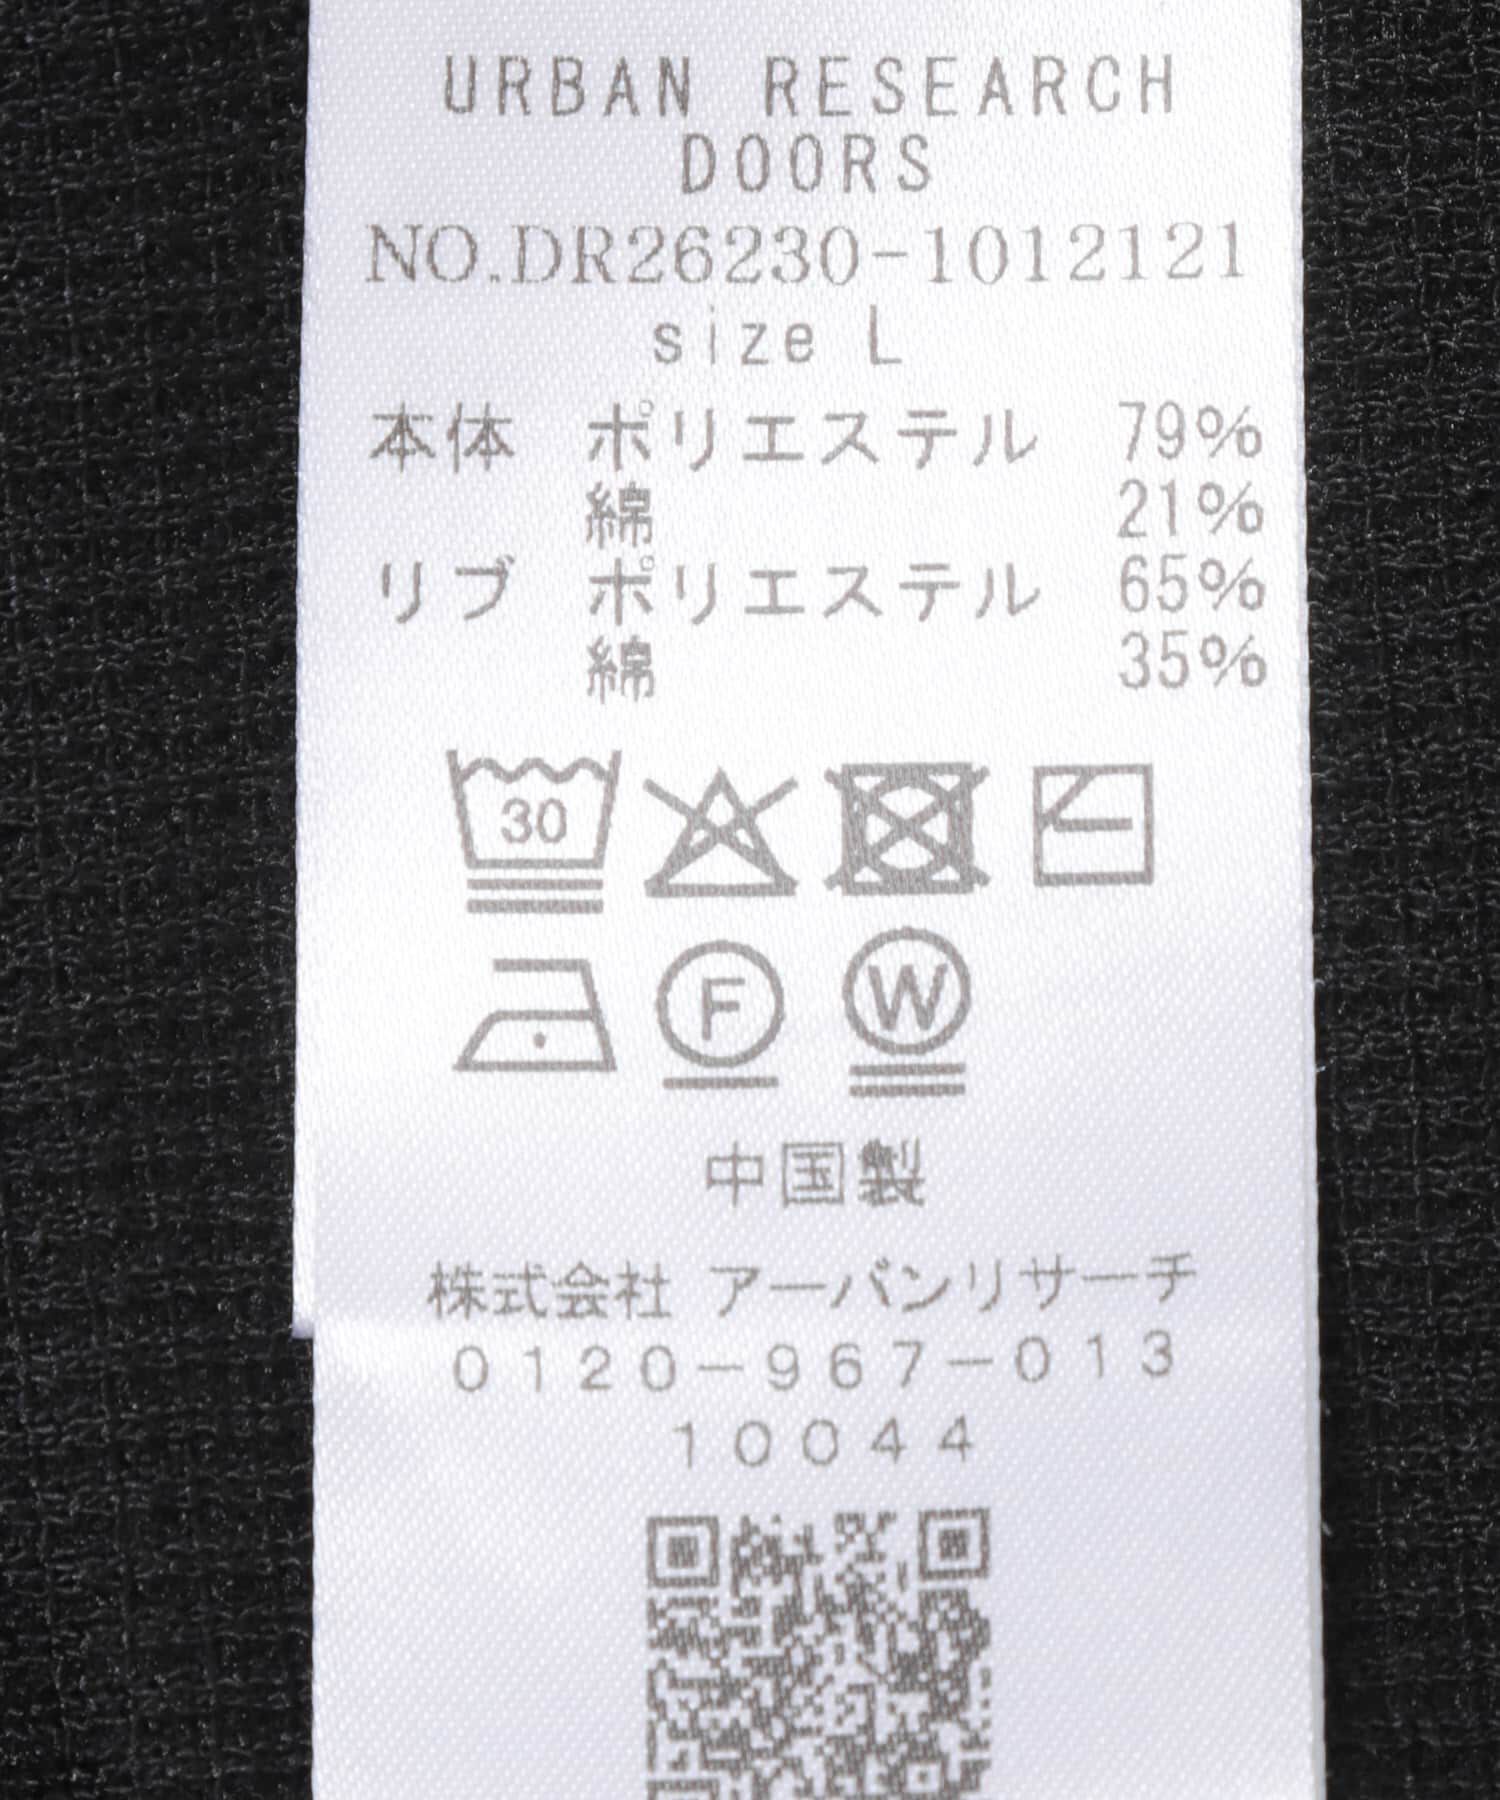 URBAN RESEARCH
DOORS
NO.DR26230-1012121
size L
本体 ポリエステル 79%
綿 21%
リブ ポリエステル 65%
綿 35%
30
F
W
中国製
株式会社 アーバンリサーチ
0120-967-013
10044